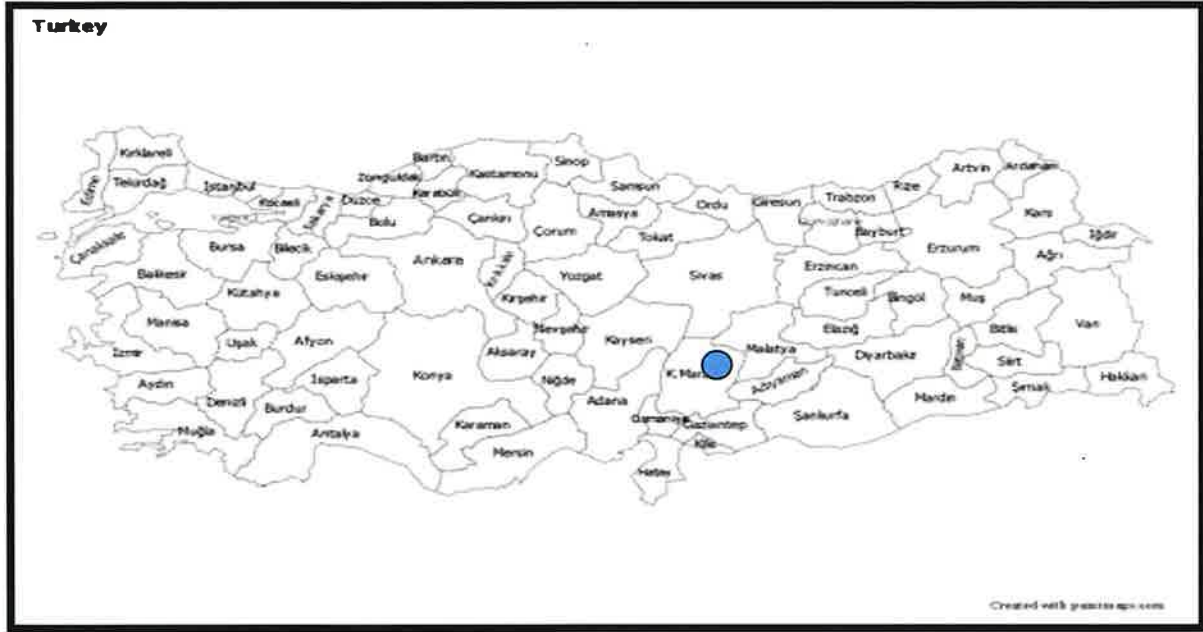 Turkey
Kırklareli
Edirne
Tekirdağ
İstanbul
Kocaeli
Sakarya
Düzce
Zonguldak
Bartın
Karabük
Kastamonu
Sinop
Samsun
Ordu
Giresun
Trabzon
Rize
Artvin
Ardahan
Kars
Iğdır
Ağrı
Erzurum
Bayburt
Gümüşhane
Çanakkale
Balıkesir
Bursa
Bilecik
Bolu
Çankırı
Çorum
Amasya
Tokat
Sivas
Erzincan
Tunceli
Bingöl
Muş
Van
Bitlis
Kütahya
Eskişehir
Ankara
Kırıkkale
Yozgat
Kırşehir
Nevşehir
Kayseri
Malatya
Elazığ
Diyarbakır
Batman
Siirt
Şırnak
Hakkari
Manisa
İzmir
Uşak
Afyon
Konya
Aksaray
Niğde
Adana
K. Mara
Adıyaman
Şanlıurfa
Mardin
Aydın
Denizli
Isparta
Burdur
Muğla
Antalya
Karaman
Mersin
Osmaniye
Gaziantep
Kilis
Hatay
Created with paintmaps.com